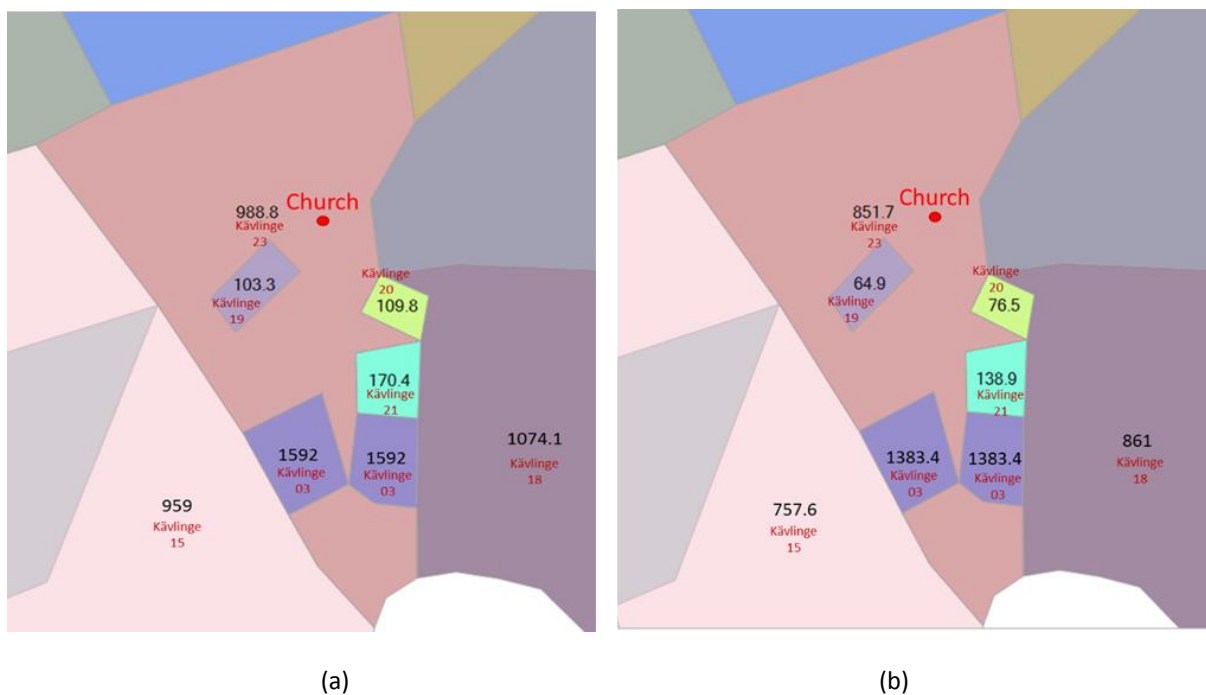 Church
988.8
Kävlinge
23
103.3
Kävlinge
19
Kävlinge
20
109.8
170.4
Kävlinge
21
1592
Kävlinge
03
1592
Kävlinge
03
1074.1
Kävlinge
18
959
Kävlinge
15
(a)
Church
851.7
Kävlinge
23
64.9
Kävlinge
19
Kävlinge
20
76.5
138.9
Kävlinge
21
1383.4
Kävlinge
03
1383.4
Kävlinge
03
861
Kävlinge
18
757.6
Kävlinge
15
(b)